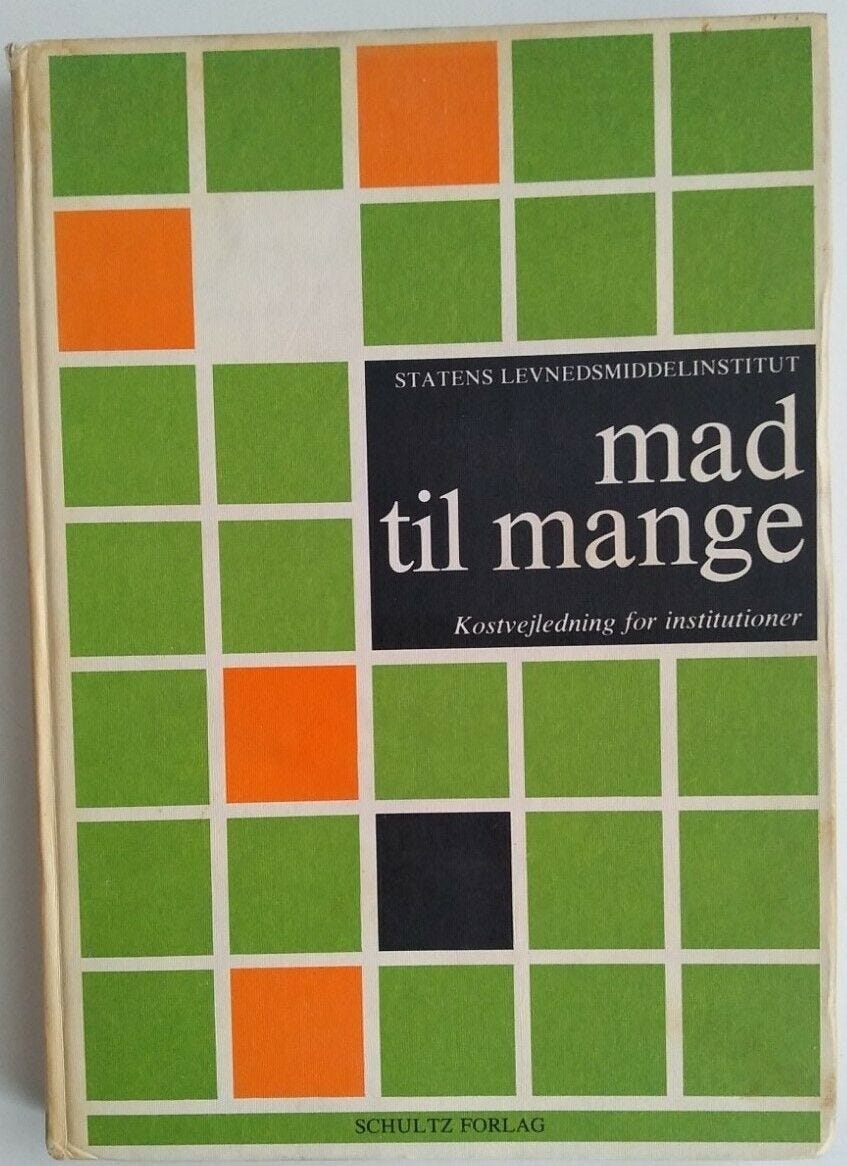 STATENS LEVNEDSMIDDELINSTITUT
mad
til mange
Kostvejledning for institutioner
SCHULTZ FORLAG